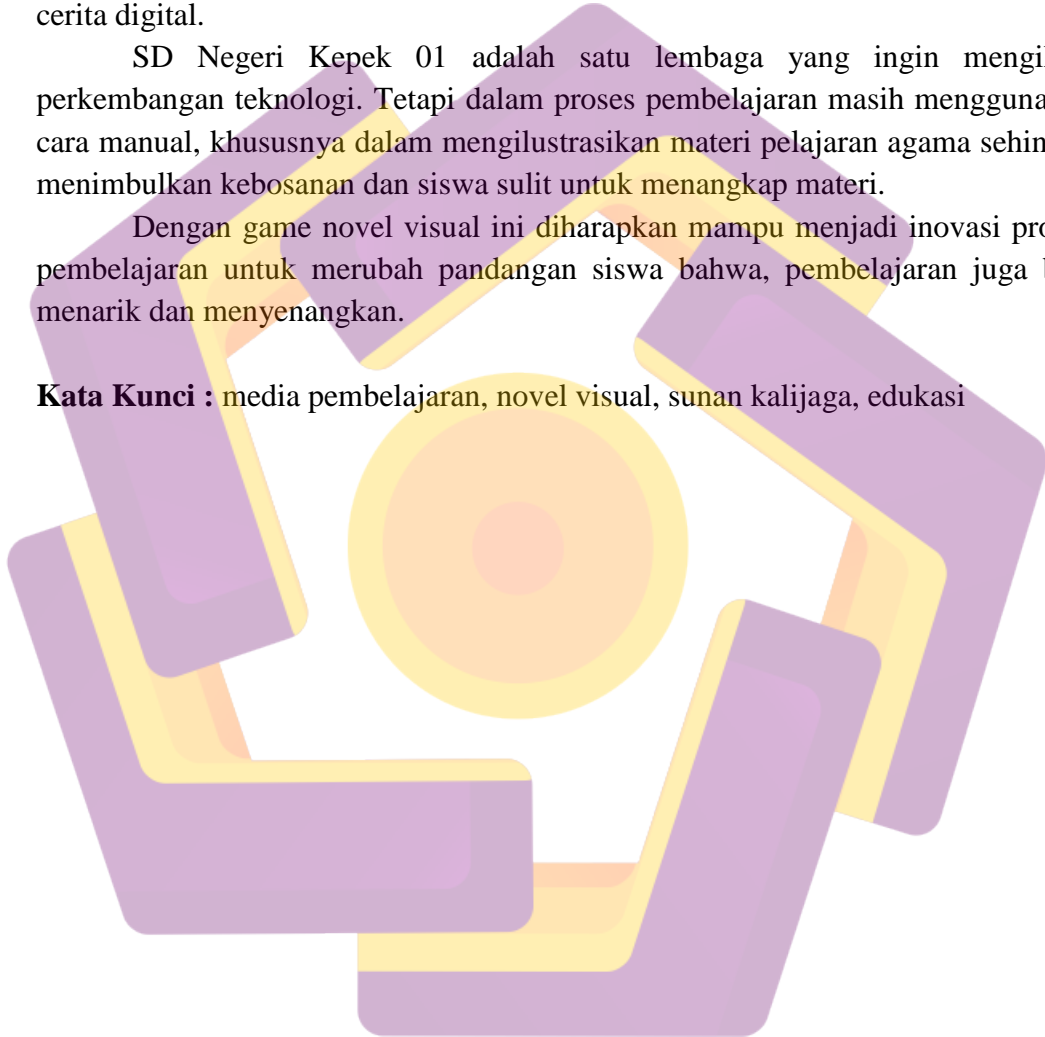 cerita digital.
SD Negeri Kepek 01 adalah satu lembaga yang ingin mengi
perkembangan teknologi. Tetapi dalam proses pembelajaran masih mengguna
cara manual, khususnya dalam mengilustrasikan materi pelajaran agama sehin
menimbulkan kebosanan dan siswa sulit untuk menangkap materi.
Dengan game novel visual ini diharapkan mampu menjadi inovasi pro
pembelajaran untuk merubah pandangan siswa bahwa, pembelajaran juga b
menarik dan menyenangkan.
Kata Kunci : media pembelajaran, novel visual, sunan kalijaga, edukasi